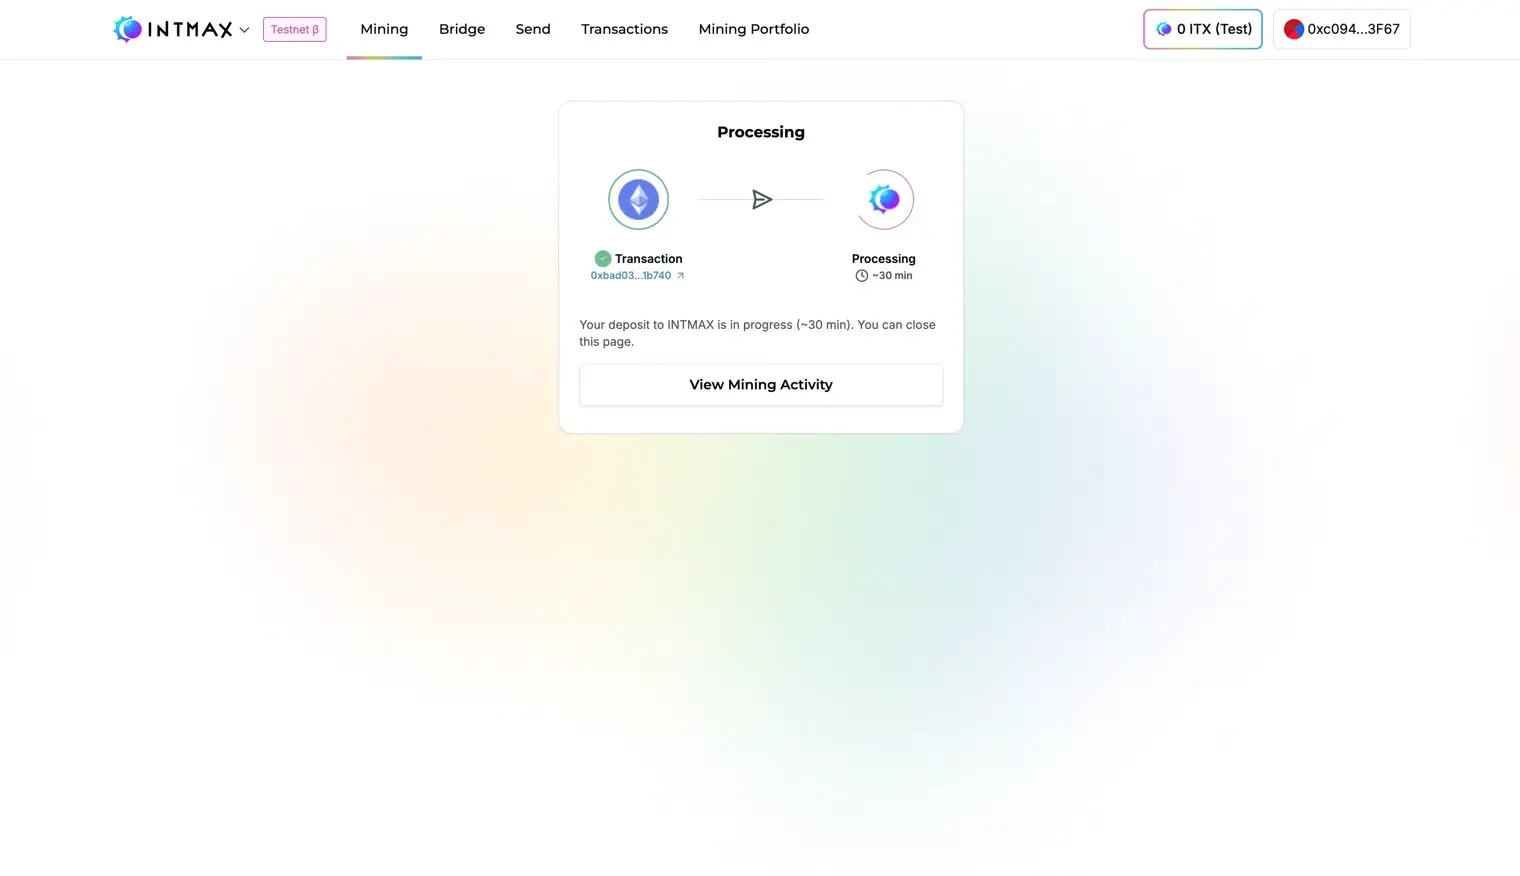 INTMAX
Testnet β
Mining
Bridge
Send
Transactions
Mining Portfolio
0 ITX (Test)
0xc094...3F67
Processing
Transaction
0xbad03...1b740
Processing
~30 min
Your deposit to INTMAX is in progress (~30 min). You can close
this page.
View Mining Activity